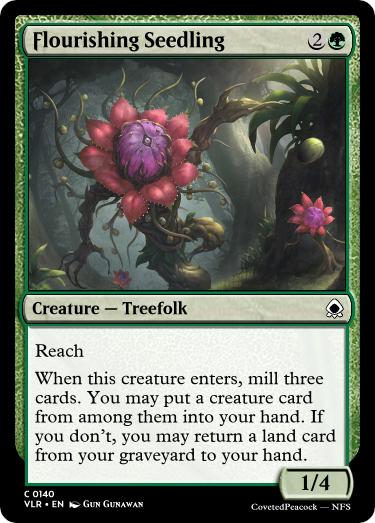 Flourishing Seedling 2
Creature — Treefolk
Reach
When this creature enters, mill three
cards. You may put a creature card
from among them into your hand. If
you don't, you may return a land card
from your graveyard to your hand.
1/4
C 0140
VLR • EN Gun Gunawan
CovetedPeacock — NFS